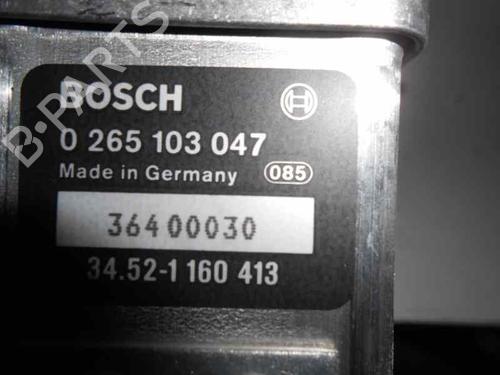 BOSCH
0 265 103 047
Made in Germany 085
36400030
34.52-1 160 413
B-PARTS